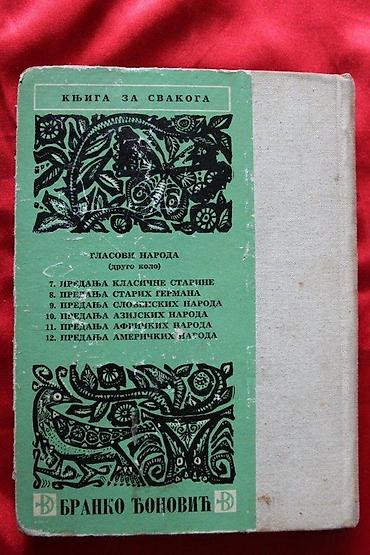 КЊИГА ЗА СВАКОГА
ГЛАСОВИ НАРОДА
(друго коло)
7. ПРЕДАЊА КЛАСИЧНЕ СТАРИНЕ
8. ПРЕДАЊА СТАРИХ ГЕРМАНА
9. ПРЕДАЊА СЛОВЕНСКИХ НАРОДА
10. ПРЕДАЊА АЗИЈСКИХ НАРОДА
11. ПРЕДАЊА АФРИЧКИХ НАРОДА
12. ПРЕДАЊА АМЕРИЧКИХ НАРОДА
БРАНКО ЂОНОВИЋ